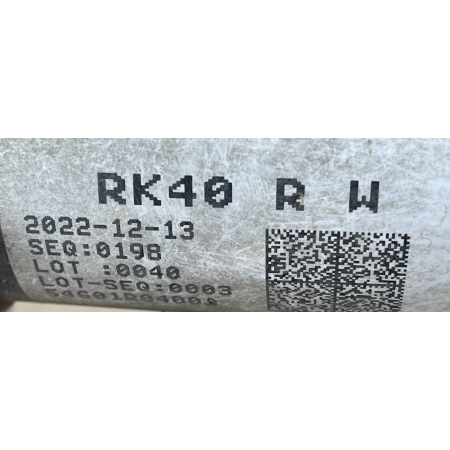 RK40 R W
2022-12-13
SEQ:0198
LOT :0040
LOT-SEQ:0003